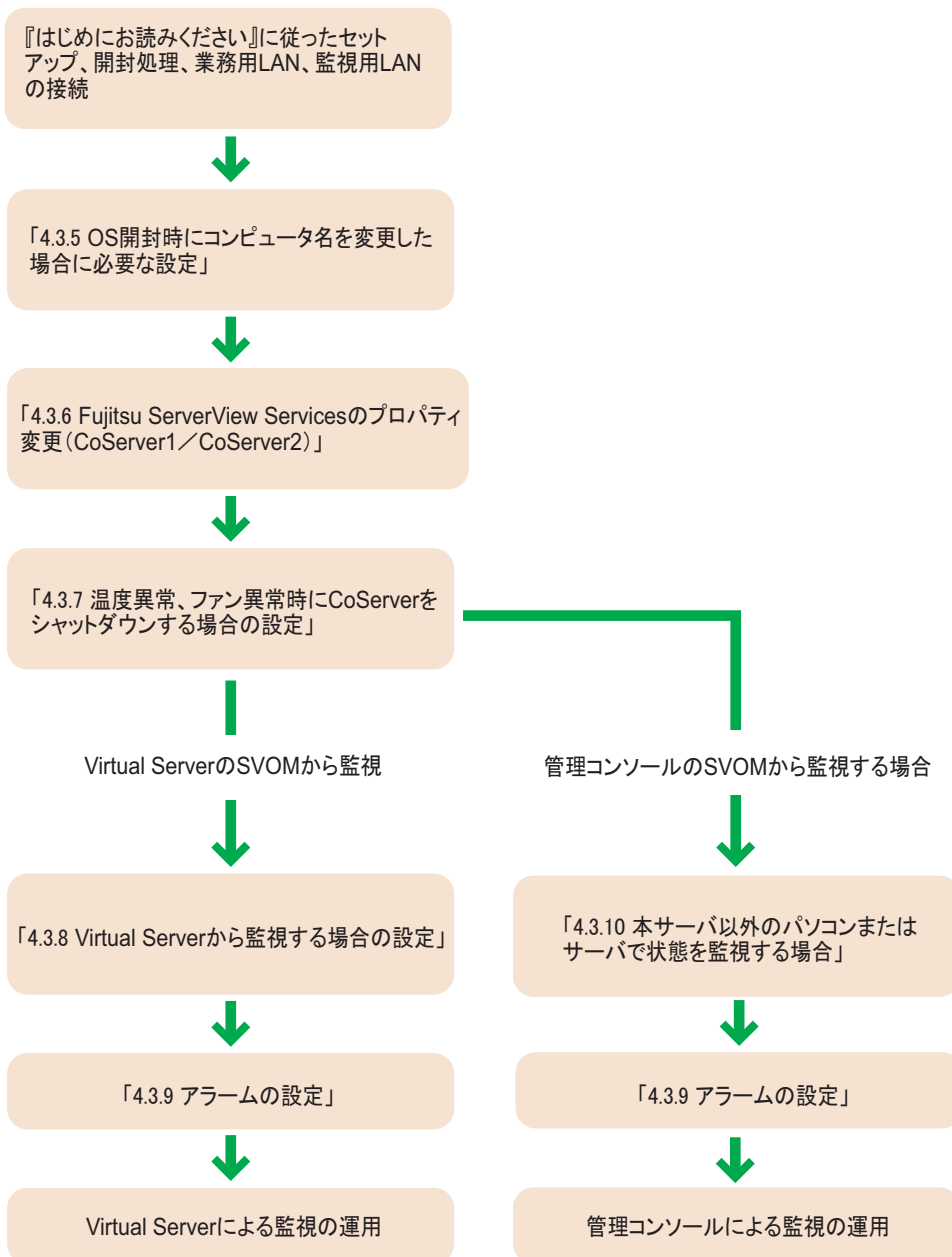 『はじめにお読みください』に従ったセット
アップ、開封処理、業務用LAN、監視用LAN
の接続
「4.3.5 OS開封時にコンピュータ名を変更した
場合に必要な設定」
「4.3.6 Fujitsu ServerView Servicesのプロパティ
変更（CoServer1／CoServer2）」
「4.3.7 温度異常、ファン異常時にCoServerを
シャットダウンする場合の設定」
Virtual ServerのSVOMから監視
管理コンソールのSVOMから監視する場合
「4.3.8 Virtual Serverから監視する場合の設定」
「4.3.10 本サーバ以外のパソコンまたは
サーバで状態を監視する場合」
「4.3.9 アラームの設定」
「4.3.9 アラームの設定」
Virtual Serverによる監視の運用
管理コンソールによる監視の運用